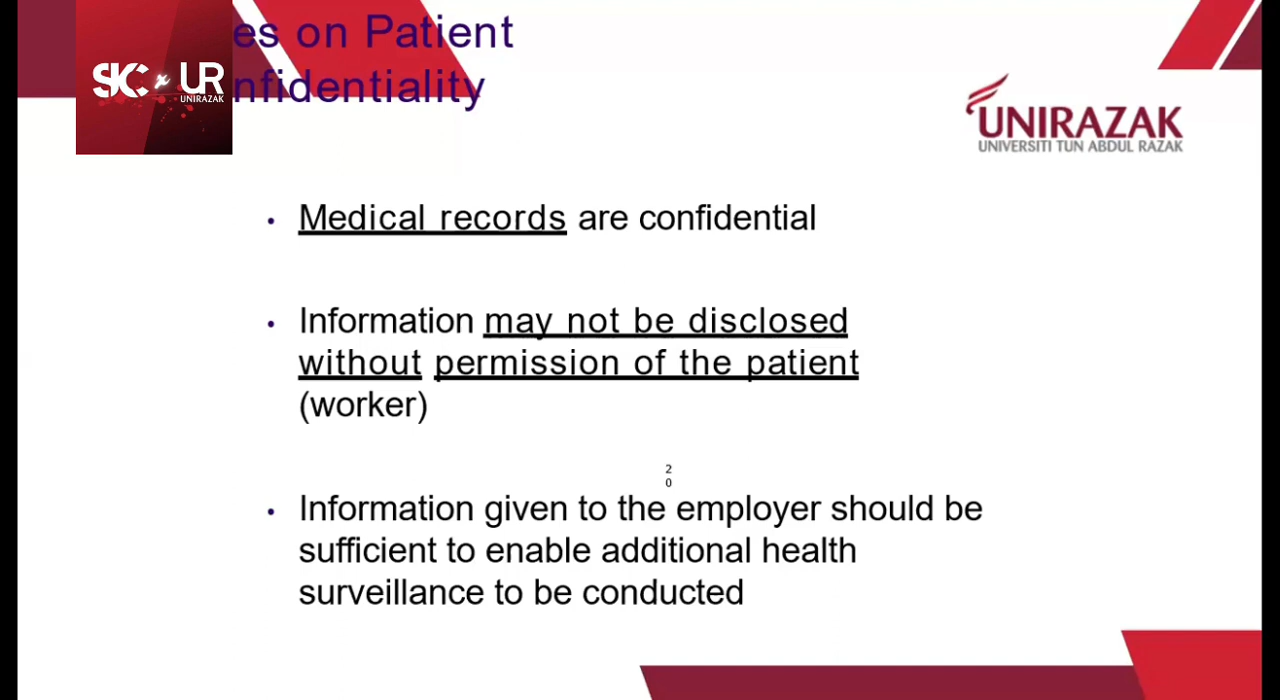 es on Patient
nfidentiality
SIC x UR
UNIRAZAK
UNIRAZAK
UNIVERSITI TUN ABDUL RAZAK
• Medical records are confidential
• Information may not be disclosed
without permission of the patient
(worker)
2
0
• Information given to the employer should be
sufficient to enable additional health
surveillance to be conducted